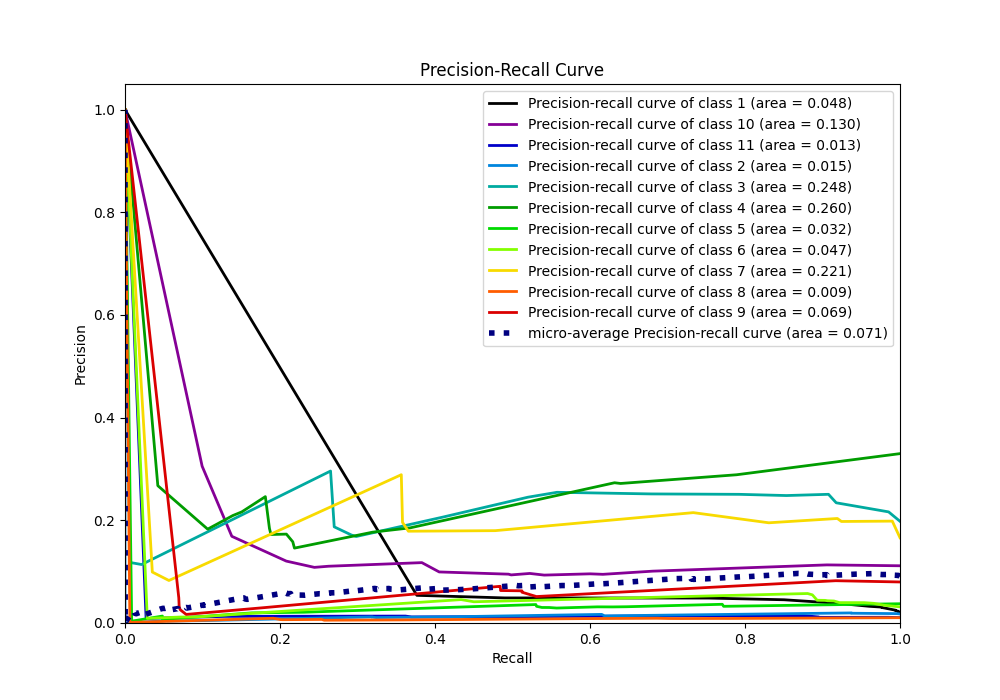 Precision-Recall Curve
Precision-recall curve of class 1 (area = 0.048)
Precision-recall curve of class 10 (area = 0.130)
Precision-recall curve of class 11 (area = 0.013)
Precision-recall curve of class 2 (area = 0.015)
Precision-recall curve of class 3 (area = 0.248)
Precision-recall curve of class 4 (area = 0.260)
Precision-recall curve of class 5 (area = 0.032)
Precision-recall curve of class 6 (area = 0.047)
Precision-recall curve of class 7 (area = 0.221)
Precision-recall curve of class 8 (area = 0.009)
Precision-recall curve of class 9 (area = 0.069)
micro-average Precision-recall curve (area = 0.071)
Precision
1.0
0.8
0.6
0.4
0.2
0.0
0.0 0.2 0.4 0.6 0.8 1.0
Recall